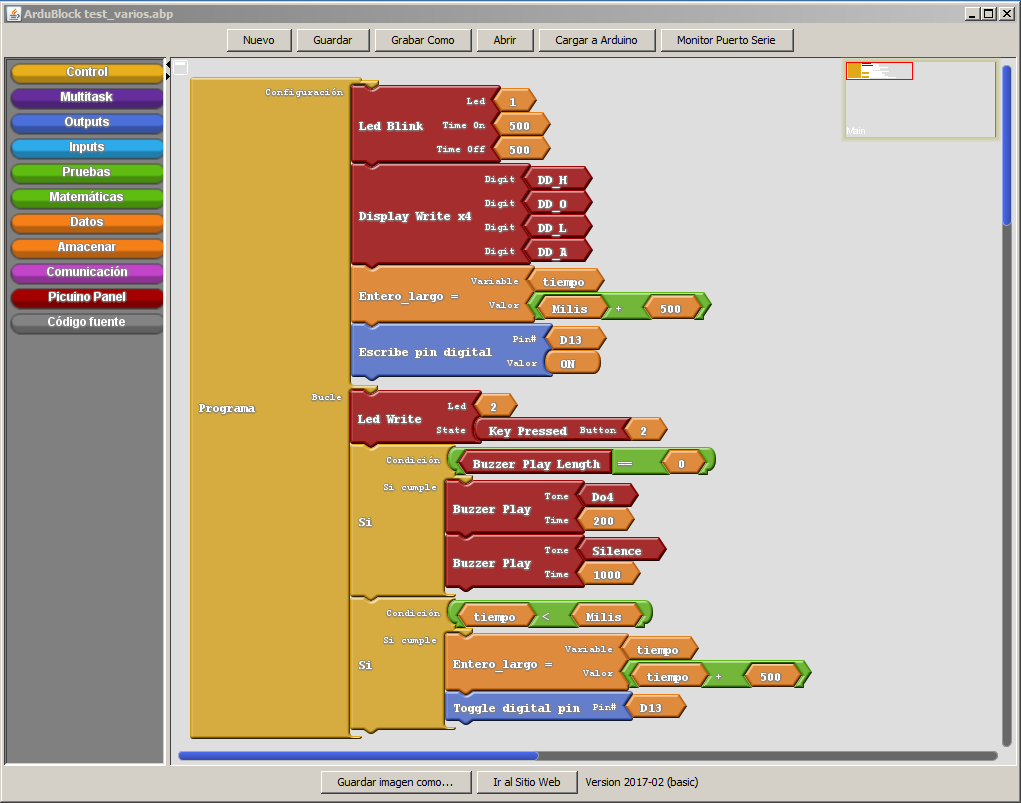 ArduBlock test_varios.abp
Nuevo Guardar Grabar Como Abrir Cargar a Arduino Monitor Puerto Serie
Control
Multitask
Outputs
Inputs
Pruebas
Matemáticas
Datos
Amacenar
Comunicación
Picuino Panel
Código fuente
Main
Programa
Configuración
Led Blink
Led 1
Time On 500
Time Off 500
Display Write x4
Digit DD_H
Digit DD_O
Digit DD_L
Digit DD_A
Entero_largo =
Variable tiempo
Valor Milis + 500
Escribe pin digital
Pin# D13
Valor ON
Bucle
Led Write
Led 2
State Key Pressed Button 2
Si
Condición Buzzer Play Length == 0
Si cumple
Buzzer Play
Tone Do4
Time 200
Buzzer Play
Tone Silence
Time 1000
Si
Condición tiempo < Milis
Si cumple
Entero_largo =
Variable tiempo
Valor tiempo + 500
Toggle digital pin Pin# D13
Guardar imagen como... Ir al Sitio Web Version 2017-02 (basic)